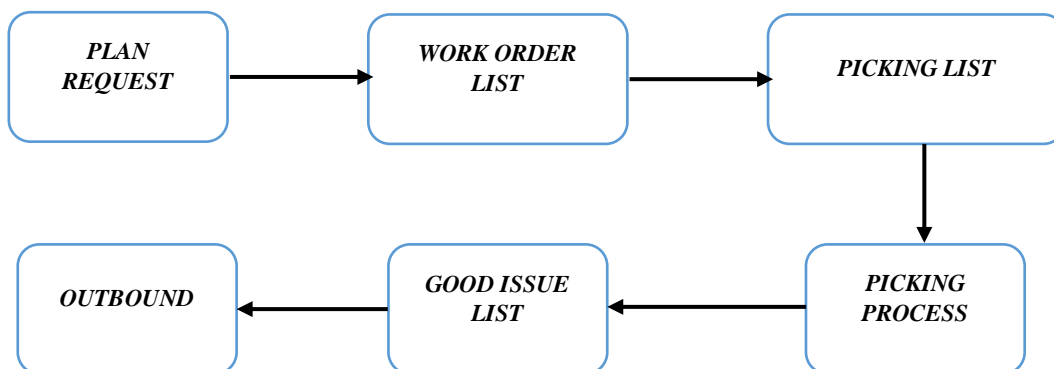 PLAN
REQUEST
WORK ORDER
LIST
PICKING LIST
PICKING
PROCESS
GOOD ISSUE
LIST
OUTBOUND